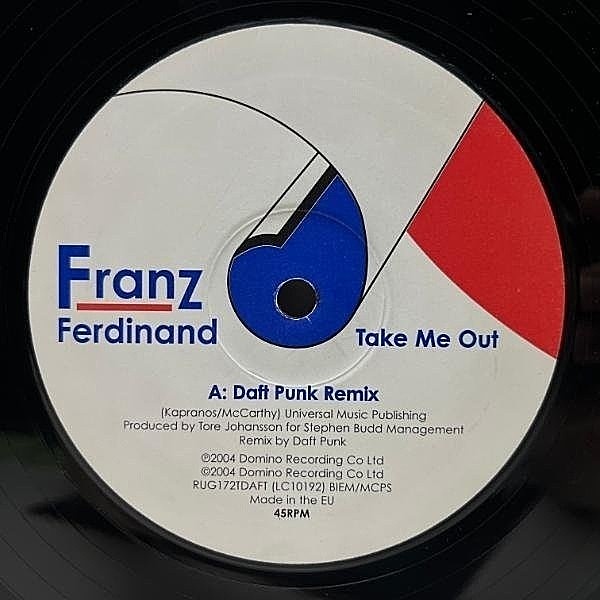 Franz
Ferdinand
Take Me Out
A: Daft Punk Remix
(Kapranos/McCarthy) Universal Music Publishing
Produced by Tore Johansson for Stephen Budd Management
Remix by Daft Punk
℗2004 Domino Recording Co Ltd
©2004 Domino Recording Co Ltd
RUG172TDAFT (LC10192) BIEM/MCPS
Made in the EU
45RPM